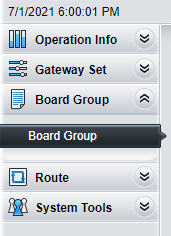 7/1/2021 6:00:01 PM
Operation Info
Gateway Set
Board Group
Board Group
Route
System Tools